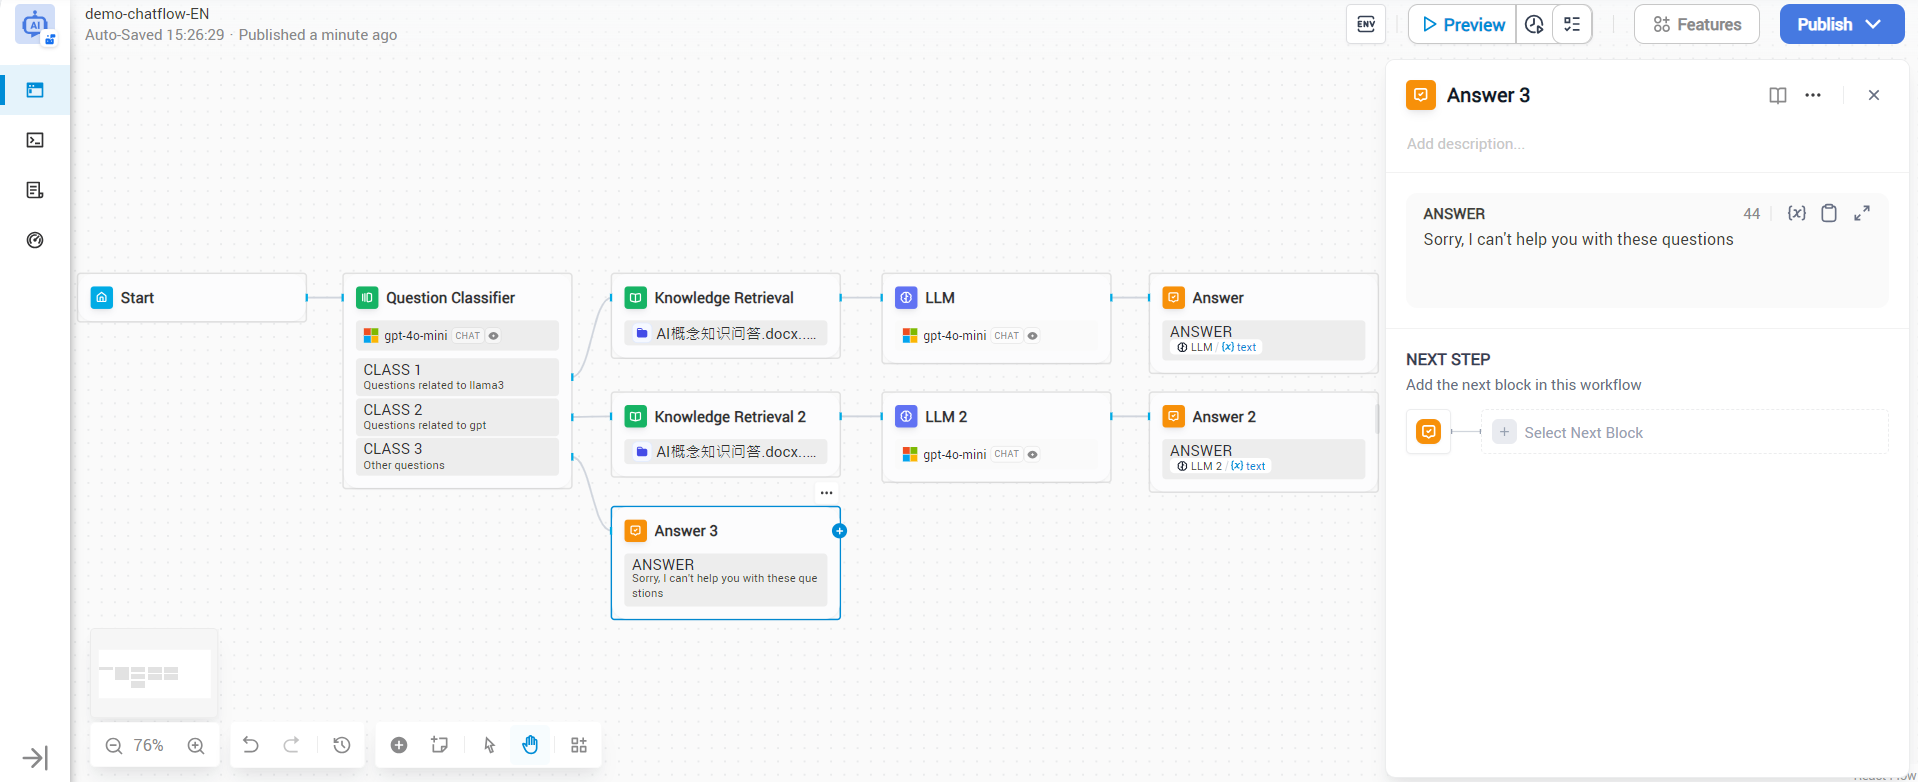 demo-chatflow-EN
Auto-Saved 15:26:29 · Published a minute ago
ENV
Preview
Features
Publish
Start
Question Classifier
gpt-4o-mini CHAT
CLASS 1
Questions related to llama3
CLASS 2
Questions related to gpt
CLASS 3
Other questions
Knowledge Retrieval
AI概念知识问答.docx.…
LLM
gpt-4o-mini CHAT
Answer
ANSWER
LLM / {x} text
Knowledge Retrieval 2
AI概念知识问答.docx.…
LLM 2
gpt-4o-mini CHAT
Answer 2
ANSWER
LLM 2 / {x} text
Answer 3
ANSWER
Sorry, I can't help you with these que
stions
76%
Answer 3
Add description...
ANSWER
44
{x}
Sorry, I can't help you with these questions
NEXT STEP
Add the next block in this workflow
Select Next Block
React Flow